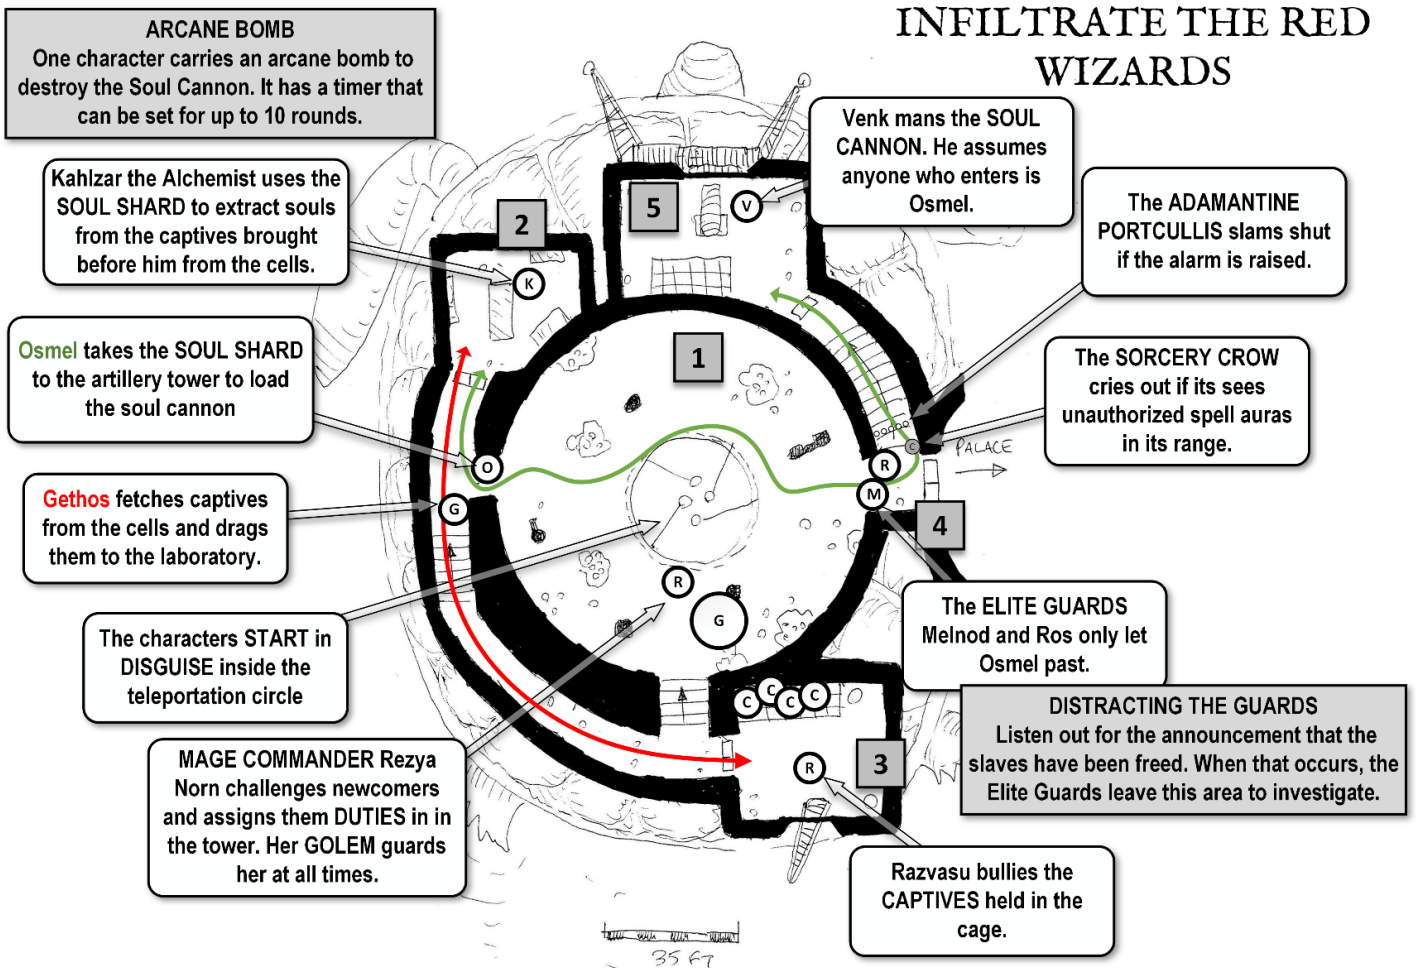 INFILTRATE THE RED
WIZARDS
ARCANE BOMB
One character carries an arcane bomb to
destroy the Soul Cannon. It has a timer that
can be set for up to 10 rounds.
Kahlzar the Alchemist uses the
SOUL SHARD to extract souls
from the captives brought
before him from the cells.
Osmel takes the SOUL SHARD
to the artillery tower to load
the soul cannon
Gethos fetches captives
from the cells and drags
them to the laboratory.
The characters START in
DISGUISE inside the
teleportation circle
MAGE COMMANDER Rezya
Norn challenges newcomers
and assigns them DUTIES in in
the tower. Her GOLEM guards
her at all times.
Venk mans the SOUL
CANNON. He assumes
anyone who enters is
Osmel.
The ADAMANTINE
PORTCULLIS slams shut
if the alarm is raised.
The SORCERY CROW
cries out if its sees
unauthorized spell auras
in its range.
The ELITE GUARDS
Melnod and Ros only let
Osmel past.
DISTRACTING THE GUARDS
Listen out for the announcement that the
slaves have been freed. When that occurs, the
Elite Guards leave this area to investigate.
Razvasu bullies the
CAPTIVES held in the
cage.
5
V
2
K
1
O
G
R
M
C
PALACE
4
R
G
C C C C
R
3
35 FT